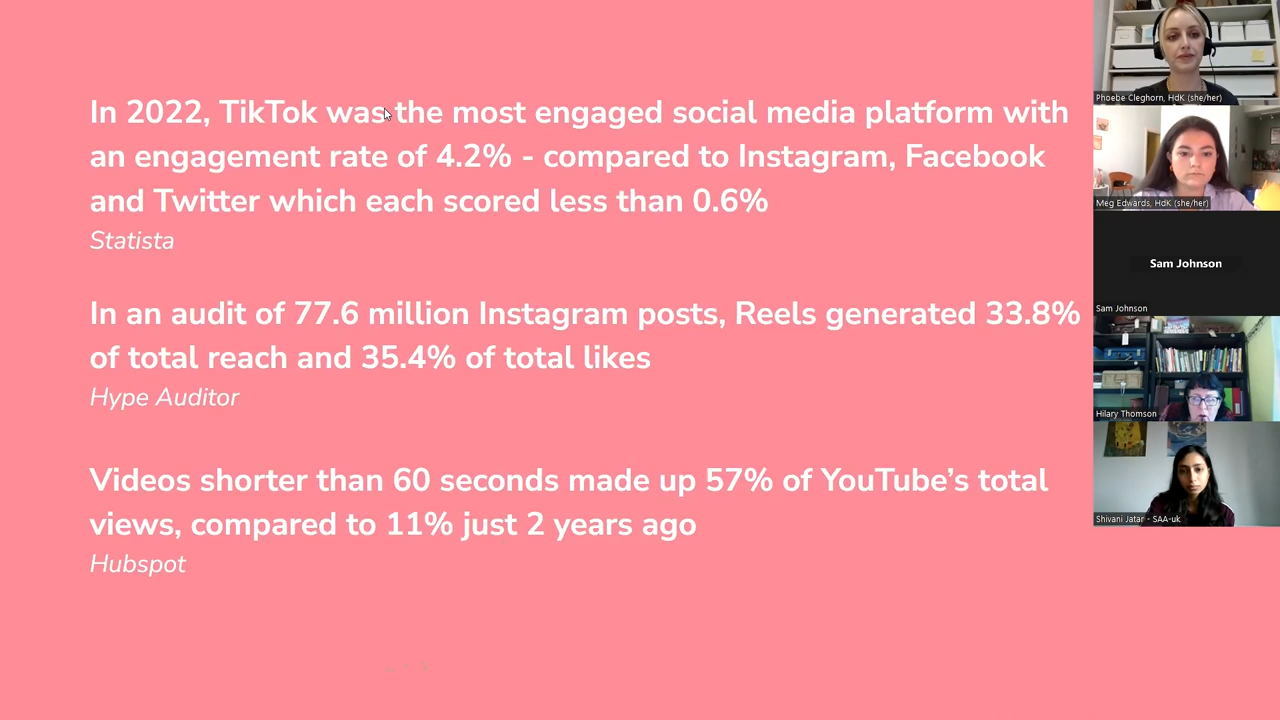 In 2022, TikTok was the most engaged social media platform with
an engagement rate of 4.2% - compared to Instagram, Facebook
and Twitter which each scored less than 0.6%
Statista
In an audit of 77.6 million Instagram posts, Reels generated 33.8%
of total reach and 35.4% of total likes
Hype Auditor
Videos shorter than 60 seconds made up 57% of YouTube’s total
views, compared to 11% just 2 years ago
Hubspot
Phoebe Cleghorn, HdK (she/her)
Meg Edwards, HdK (she/her)
Sam Johnson
Sam Johnson
Hilary Thomson
Shivani Jatar - SAA-uk